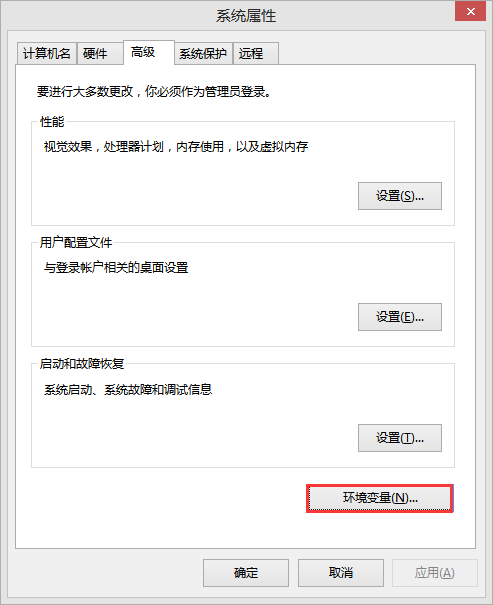 系统属性
计算机名 硬件 高级 系统保护 远程
要进行大多数更改，你必须作为管理员登录。
性能
视觉效果，处理器计划，内存使用，以及虚拟内存
设置(S)...
用户配置文件
与登录帐户相关的桌面设置
设置(E)...
启动和故障恢复
系统启动、系统故障和调试信息
设置(T)...
环境变量(N)...
确定 取消 应用(A)